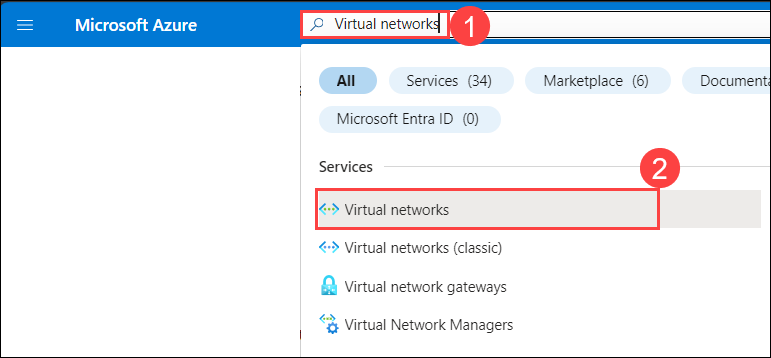 Microsoft Azure
Virtual networks
1
All
Services (34)
Marketplace (6)
Documenta
Microsoft Entra ID (0)
Services
2
Virtual networks
Virtual networks (classic)
Virtual network gateways
Virtual Network Managers